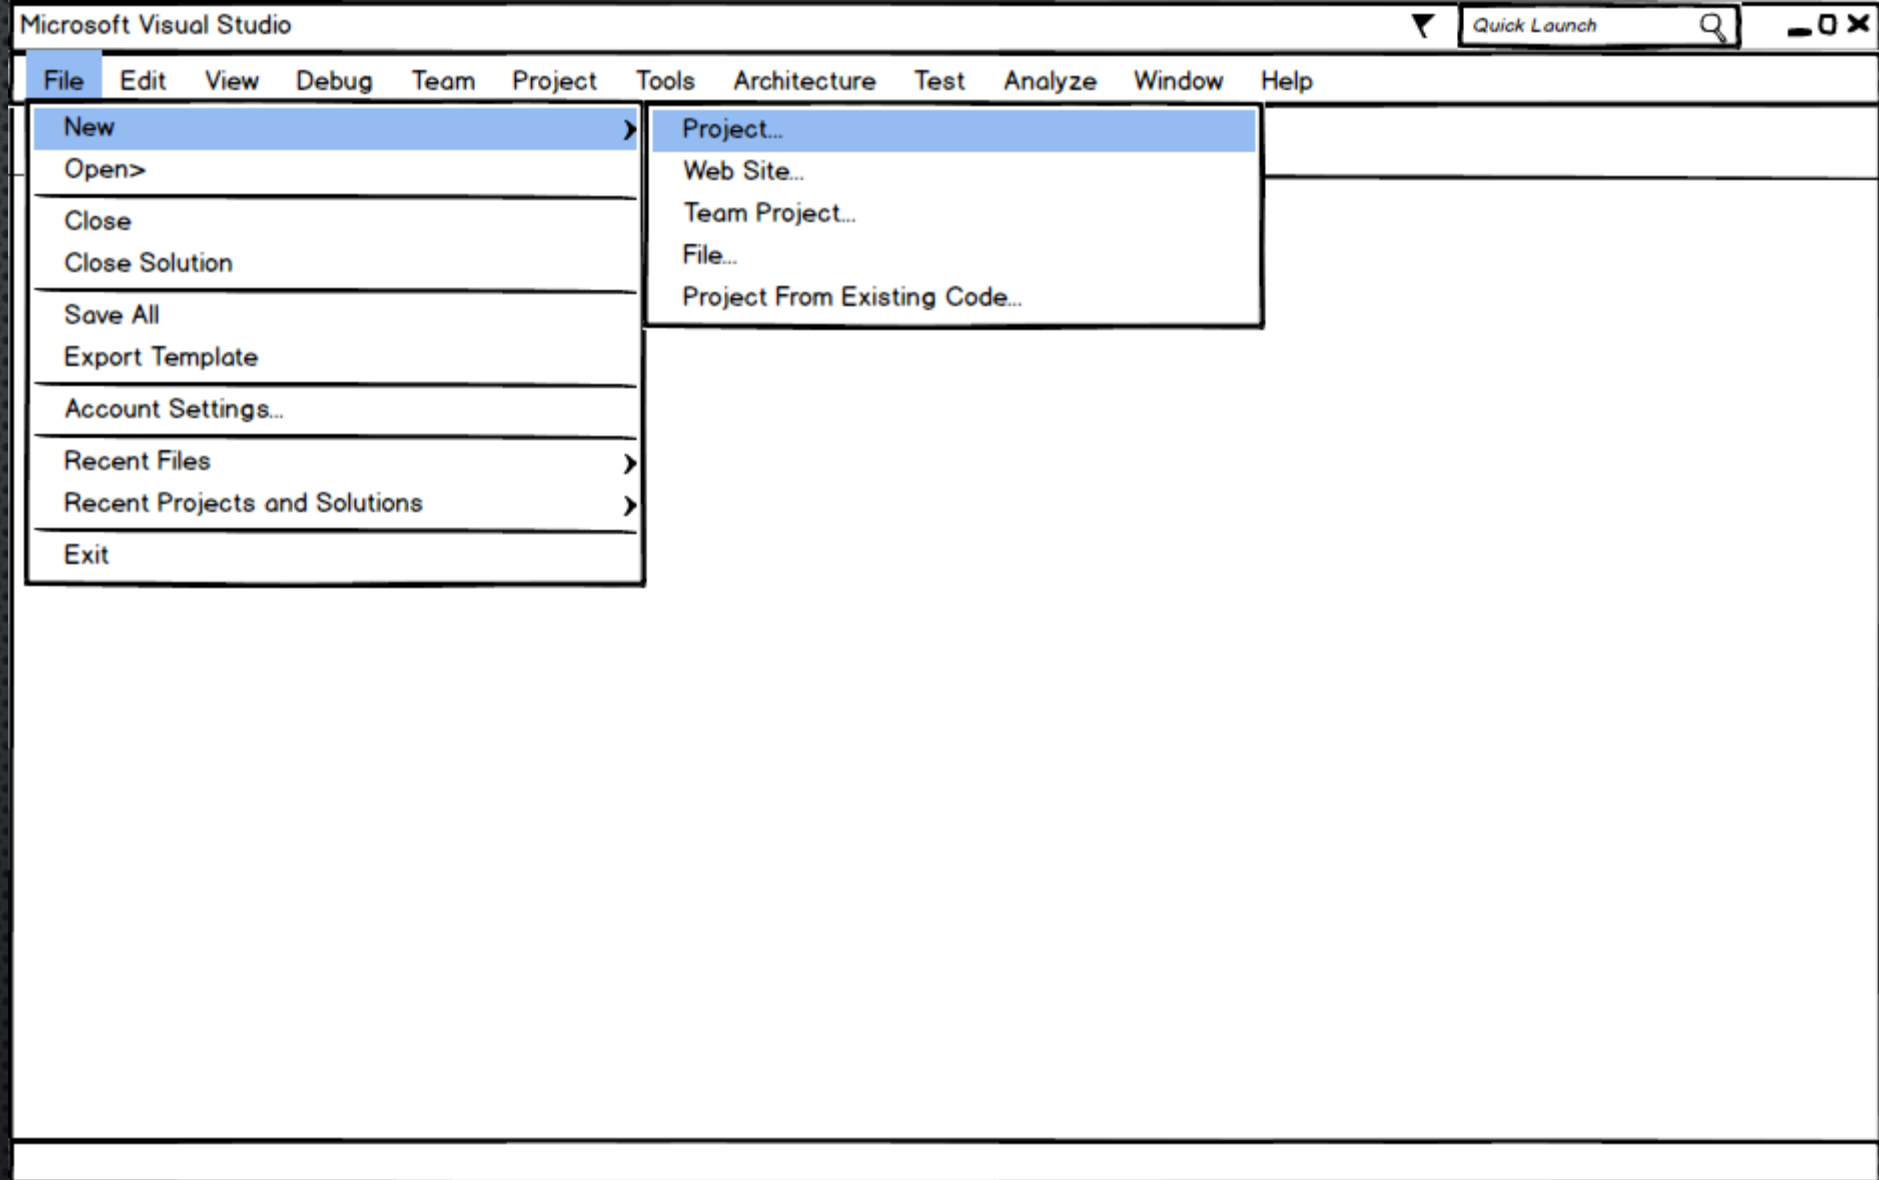 Microsoft Visual Studio
Quick Launch
File Edit View Debug Team Project Tools Architecture Test Analyze Window Help
New
Open>
Close
Close Solution
Save All
Export Template
Account Settings...
Recent Files
Recent Projects and Solutions
Exit
Project...
Web Site...
Team Project...
File...
Project From Existing Code...